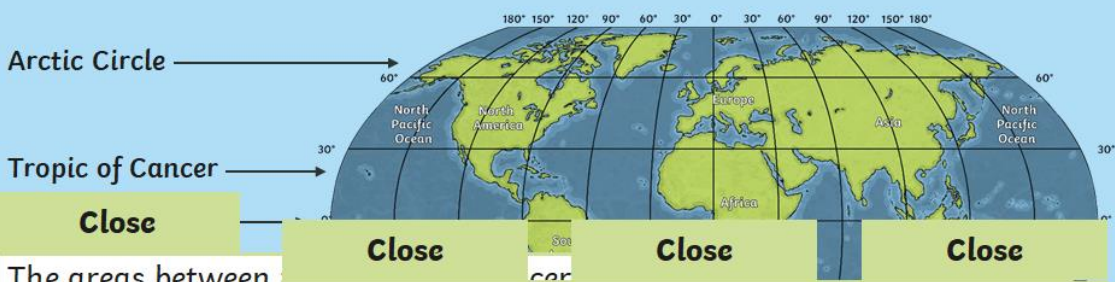 180° 150° 120° 90° 60° 30° 0° 30° 60° 90° 120° 150° 180°
Arctic Circle
60° 60°
North Pacific Ocean
North America
Europe
Asia
North Pacific Ocean
30° 30°
Tropic of Cancer
Africa
Close
Close
Close
Close
The areas between